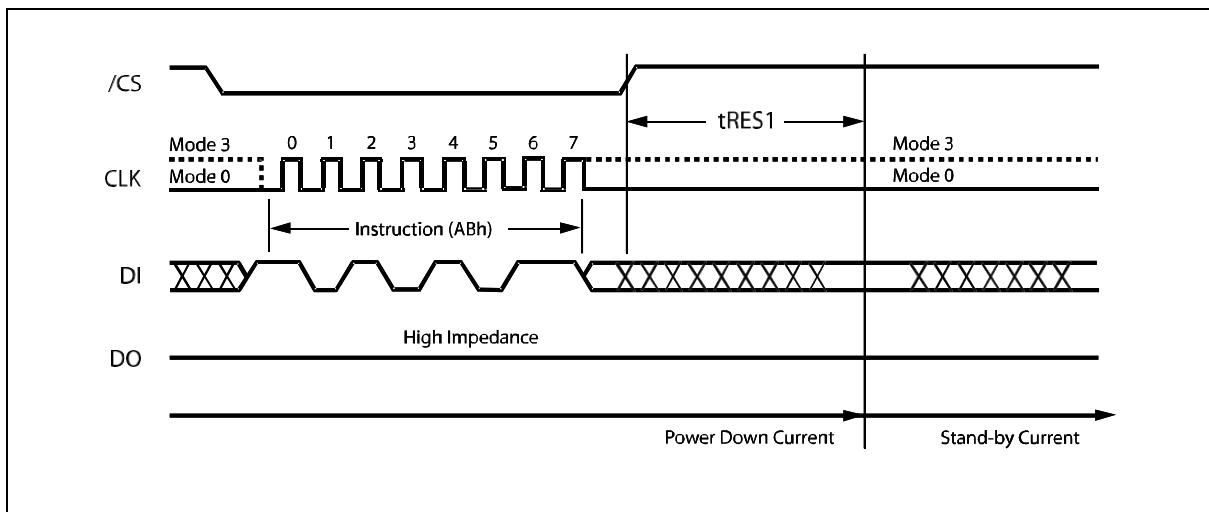 /CS
tRES1
Mode 3 0 1 2 3 4 5 6 7 Mode 3
CLK Mode 0 Mode 0
Instruction (ABh)
DI
High Impedance
DO
Power Down Current Stand-by Current